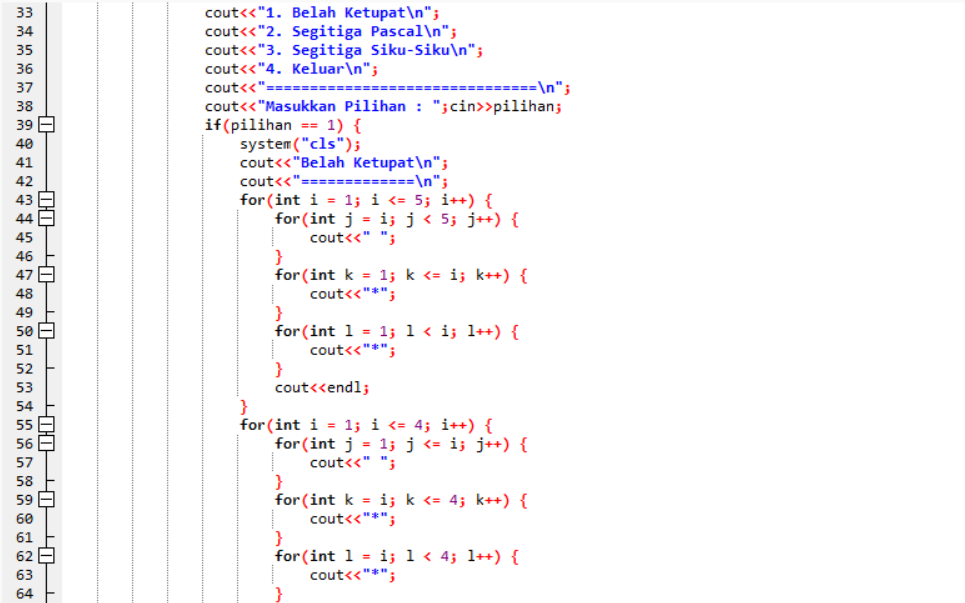 33 cout<<"1. Belah Ketupat\n";
34 cout<<"2. Segitiga Pascal\n";
35 cout<<"3. Segitiga Siku-Siku\n";
36 cout<<"4. Keluar\n";
37 cout<<"===============================\n";
38 cout<<"Masukkan Pilihan : ";cin>>pilihan;
39 if(pilihan == 1) {
40 system("cls");
41 cout<<"Belah Ketupat\n";
42 cout<<"=============\n";
43 for(int i = 1; i <= 5; i++) {
44 for(int j = i; j < 5; j++) {
45 cout<<" ";
46 }
47 for(int k = 1; k <= i; k++) {
48 cout<<"*";
49 }
50 for(int l = 1; l < i; l++) {
51 cout<<"*";
52 }
53 cout<<endl;
54 }
55 for(int i = 1; i <= 4; i++) {
56 for(int j = 1; j <= i; j++) {
57 cout<<" ";
58 }
59 for(int k = i; k <= 4; k++) {
60 cout<<"*";
61 }
62 for(int l = i; l < 4; l++) {
63 cout<<"*";
64 }